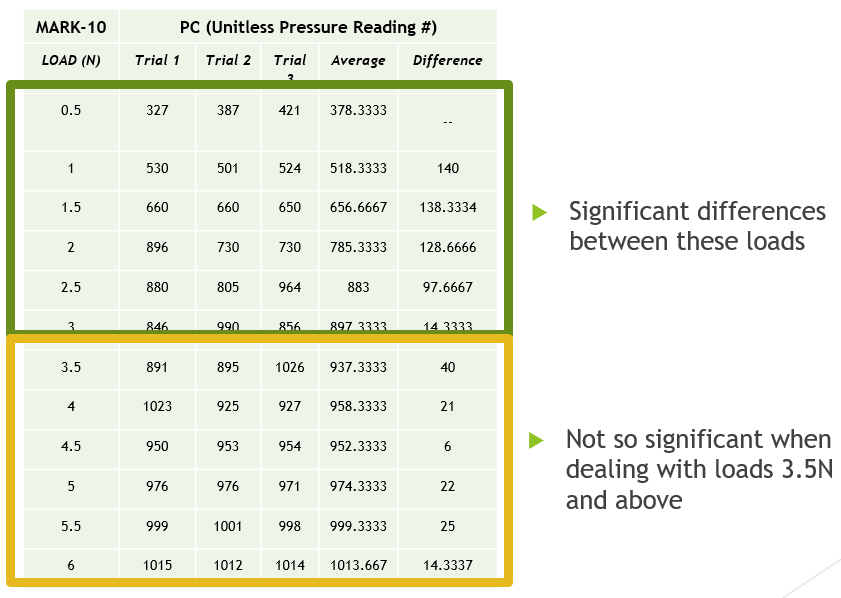 MARK-10 PC (Unitless Pressure Reading #)
LOAD (N) Trial 1 Trial 2 Trial 3 Average Difference
0.5 327 387 421 378.3333 --
1 530 501 524 518.3333 140
1.5 660 660 650 656.6667 138.3334
2 896 730 730 785.3333 128.6666
2.5 880 805 964 883 97.6667
3 846 990 856 897.3333 14.3333
3.5 891 895 1026 937.3333 40
4 1023 925 927 958.3333 21
4.5 950 953 954 952.3333 6
5 976 976 971 974.3333 22
5.5 999 1001 998 999.3333 25
6 1015 1012 1014 1013.667 14.3337
Significant differences
between these loads
Not so significant when
dealing with loads 3.5N
and above